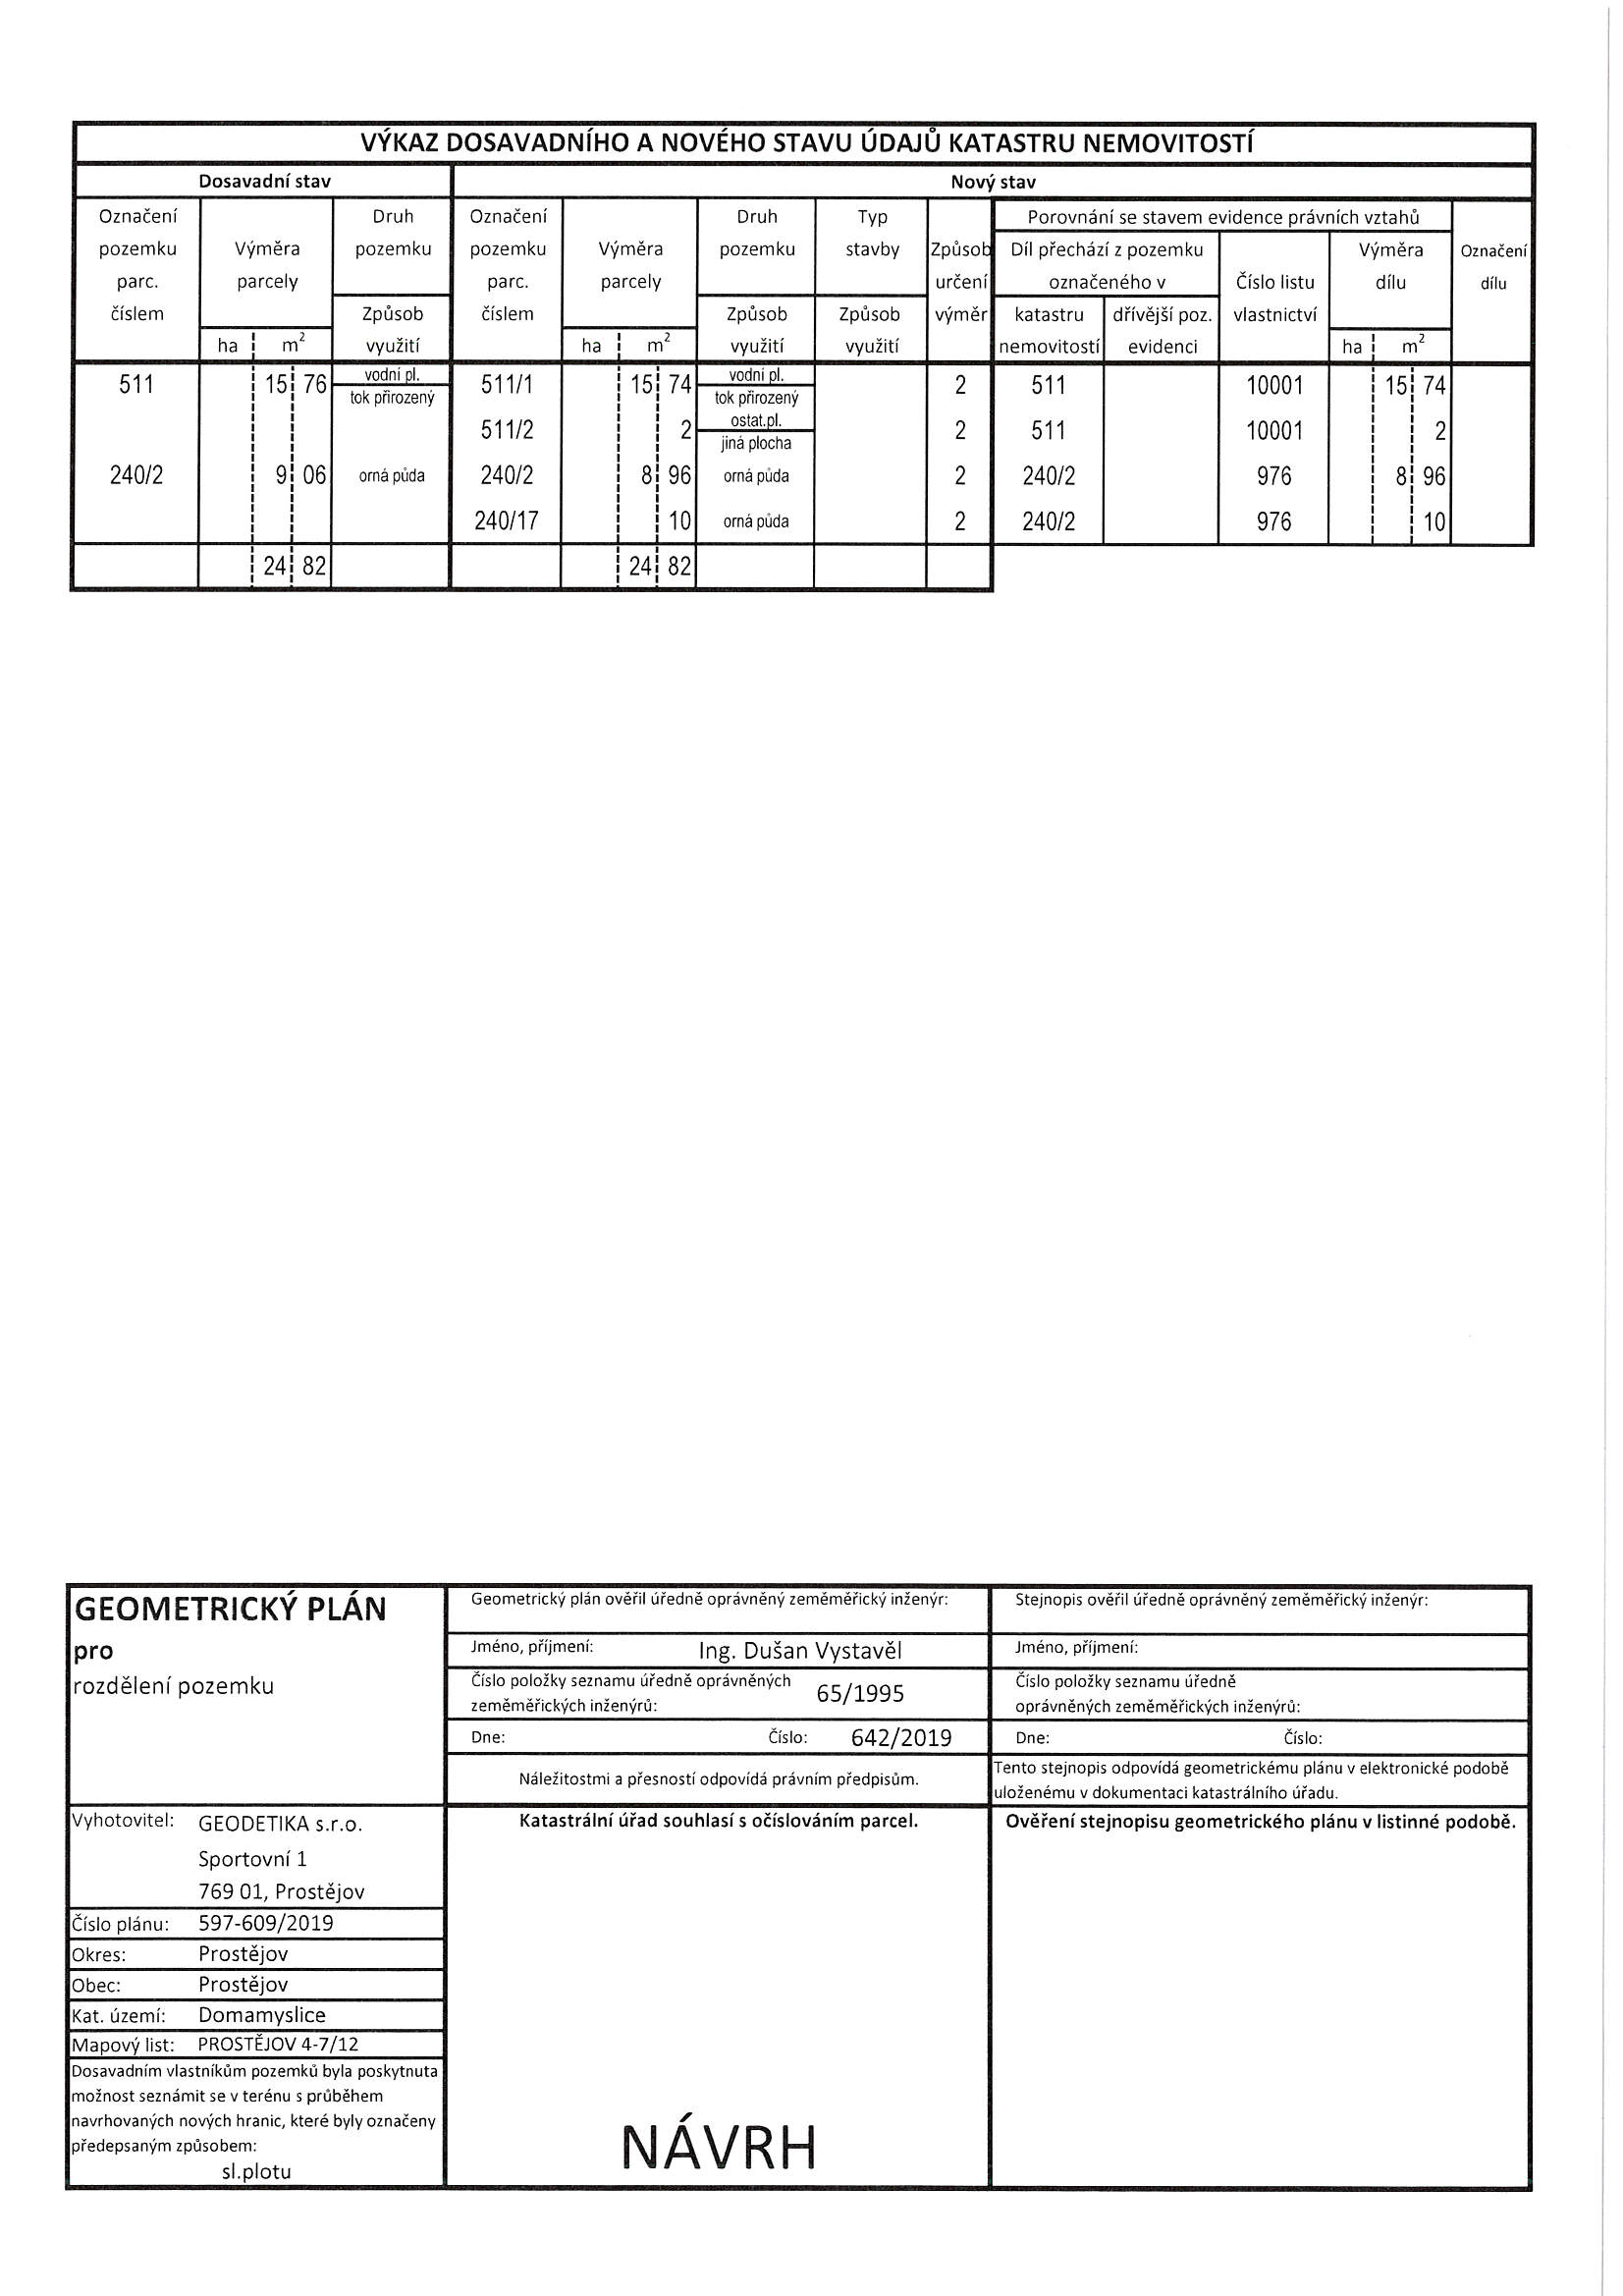 VÝKAZ DOSAVADNÍHO A NOVÉHO STAVU ÚDAJŮ KATASTRU NEMOVITOSTÍ
Dosavadní stav Nový stav
Označení Druh Označení Druh Typ Porovnání se stavem evidence právních vztahů
pozemku Výměra pozemku pozemku Výměra pozemku stavby Způsob Díl přechází z pozemku Výměra Označení
parc. parcely parc. parcely určení označeného v Číslo listu dílu dílu
číslem Způsob číslem Způsob Způsob výměr katastru dřívější poz. vlastnictví
ha m² využití ha m² využití využití nemovitostí evidenci ha m²
511 15 76 vodní pl. 511/1 15 74 vodní pl. 2 511 10001 15 74
tok přirozený tok přirozený
511/2 2 ostat.pl. 2 511 10001 2
jiná plocha
240/2 9 06 orná půda 240/2 8 96 orná půda 2 240/2 976 8 96
240/17 10 orná půda 2 240/2 976 10
24 82 24 82
GEOMETRICKÝ PLÁN
pro
rozdělení pozemku
Vyhotovitel: GEODETIKA s.r.o.
Sportovní 1
769 01, Prostějov
Číslo plánu: 597-609/2019
Okres: Prostějov
Obec: Prostějov
Kat. území: Domamyslice
Mapový list: PROSTĚJOV 4-7/12
Dosavadním vlastníkům pozemků byla poskytnuta
možnost seznámit se v terénu s průběhem
navrhovaných nových hranic, které byly označeny
předepsaným způsobem:
sl.plotu
Geometrický plán ověřil úředně oprávněný zeměměřický inženýr:
Jméno, příjmení: Ing. Dušan Vystavěl
Číslo položky seznamu úředně oprávněných
zeměměřických inženýrů: 65/1995
Dne: Číslo: 642/2019
Náležitostmi a přesností odpovídá právním předpisům.
Katastrální úřad souhlasí s očíslováním parcel.
NÁVRH
Stejnopis ověřil úředně oprávněný zeměměřický inženýr:
Jméno, příjmení:
Číslo položky seznamu úředně
oprávněných zeměměřických inženýrů:
Dne: Číslo:
Tento stejnopis odpovídá geometrickému plánu v elektronické podobě
uloženému v dokumentaci katastrálního úřadu.
Ověření stejnopisu geometrického plánu v listinné podobě.